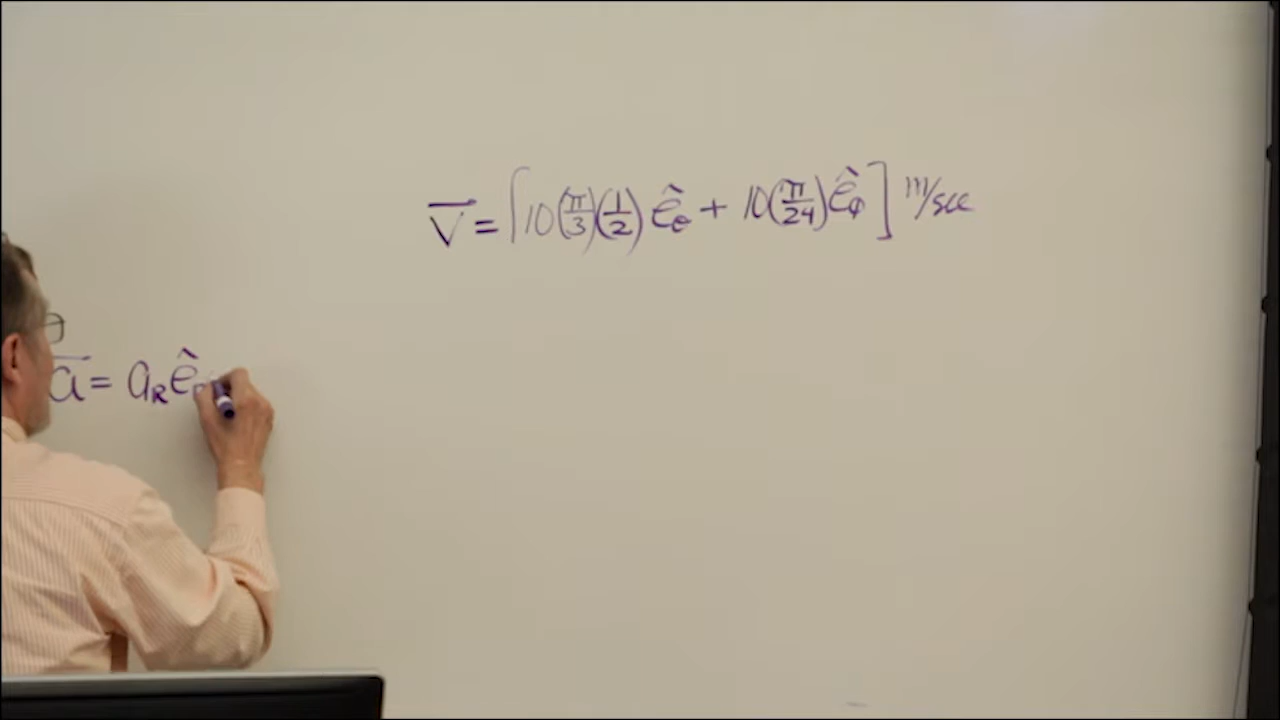 V̅ = [10(π/3)(1/2) ê_θ + 10(π/24) ê_φ] m/sec
a̅ = a_R ê